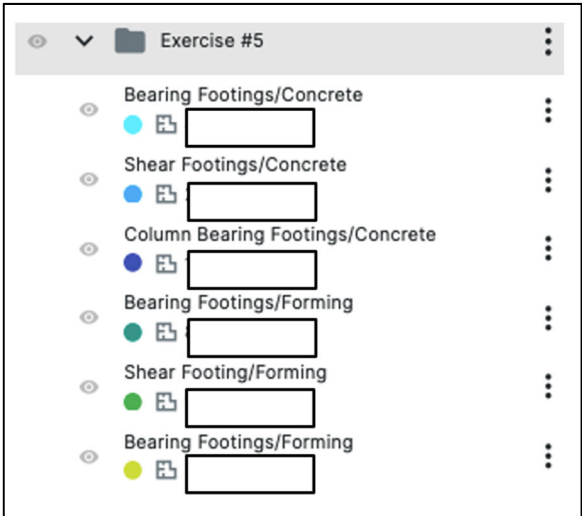 Exercise #5
Bearing Footings/Concrete
Shear Footings/Concrete
Column Bearing Footings/Concrete
Bearing Footings/Forming
Shear Footing/Forming
Bearing Footings/Forming